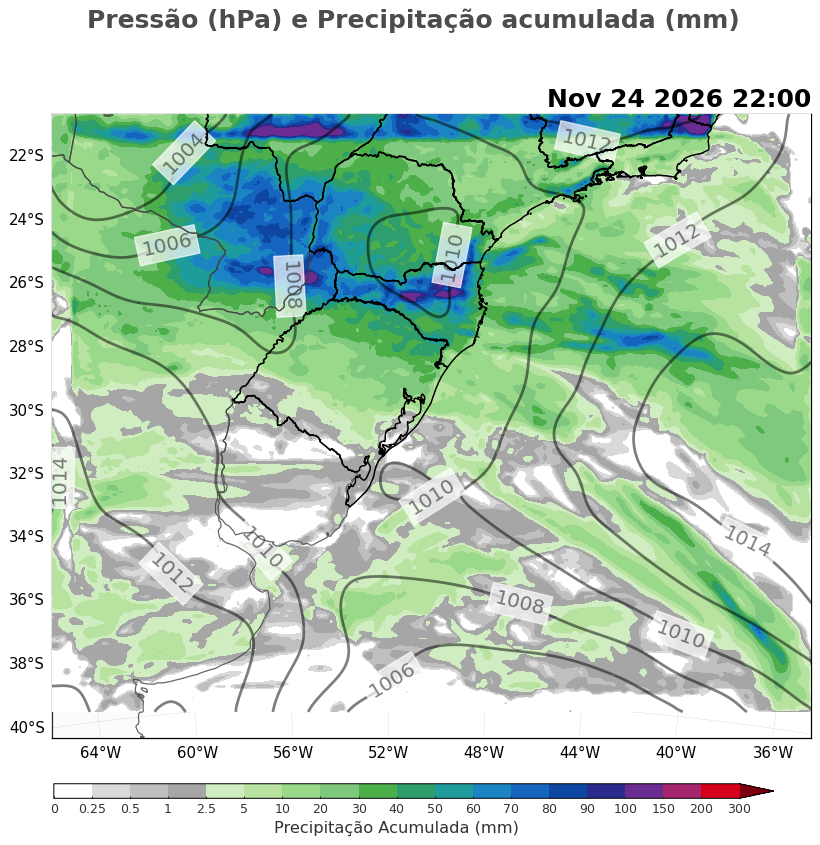 Pressão (hPa) e Precipitação acumulada (mm)
Nov 24 2026 22:00
22°S
24°S
26°S
28°S
30°S
32°S
34°S
36°S
38°S
40°S
1004
1012
1006
1008
1010
1012
1014
1010
1010
1012
1014
1008
1010
1006
64°W 60°W 56°W 52°W 48°W 44°W 40°W 36°W
0 0.25 0.5 1 2.5 5 10 20 30 40 50 60 70 80 90 100 150 200 300
Precipitação Acumulada (mm)